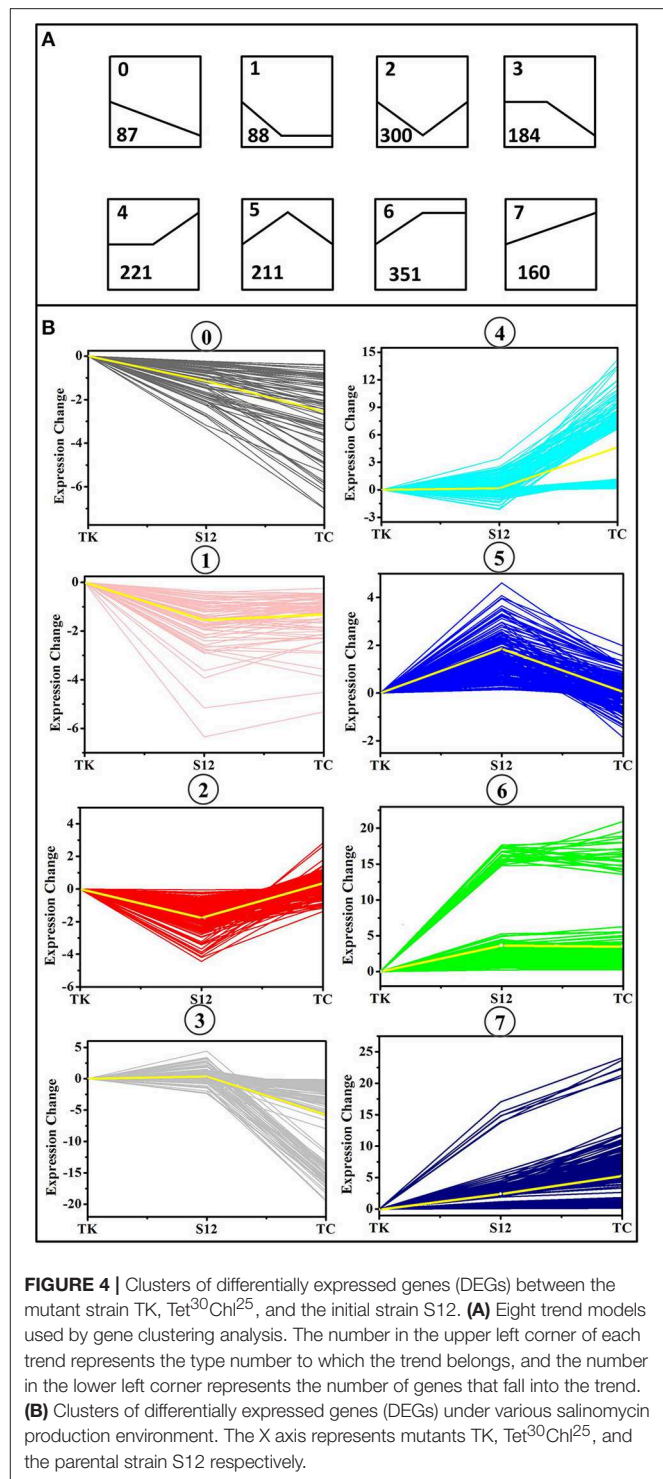 A
0
87
1
88
2
300
3
184
4
221
5
211
6
351
7
160
B
0
Expression Change
0
-2
-4
-6
TK
S12
TC
4
Expression Change
15
12
9
6
3
0
-3
TK
S12
TC
1
Expression Change
0
-2
-4
-6
TK
S12
TC
5
Expression Change
4
2
0
-2
TK
S12
TC
2
Expression Change
4
2
0
-2
-4
-6
TK
S12
TC
6
Expression Change
20
15
10
5
0
TK
S12
TC
3
Expression Change
5
0
-5
-10
-15
-20
TK
S12
TC
7
Expression Change
25
20
15
10
5
0
TK
S12
TC
FIGURE 4 | Clusters of differentially expressed genes (DEGs) between the
mutant strain TK, Tet³⁰Chl²⁵, and the initial strain S12. (A) Eight trend models
used by gene clustering analysis. The number in the upper left corner of each
trend represents the type number to which the trend belongs, and the number
in the lower left corner represents the number of genes that fall into the trend.
(B) Clusters of differentially expressed genes (DEGs) under various salinomycin
production environment. The X axis represents mutants TK, Tet³⁰Chl²⁵, and
the parental strain S12 respectively.